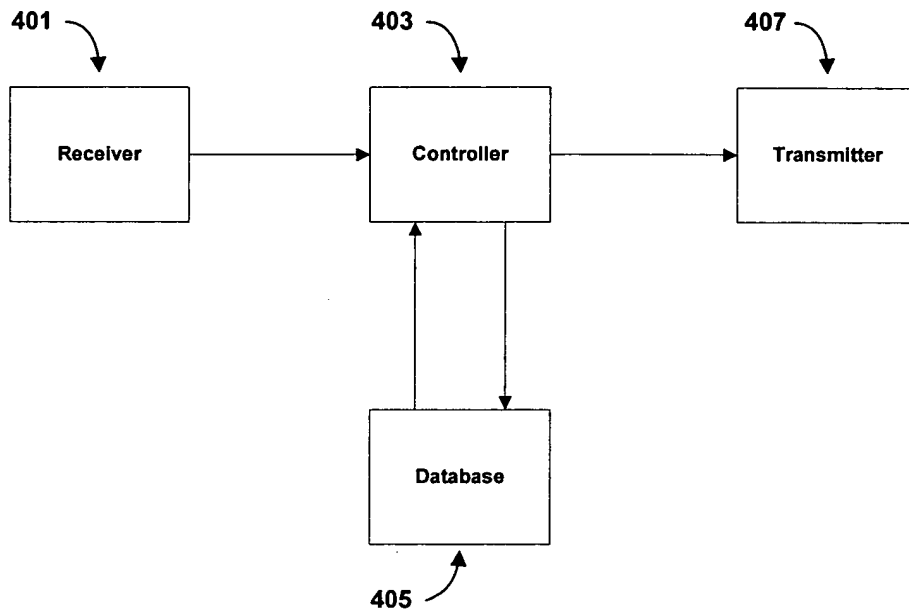 401
403
407
Receiver
Controller
Transmitter
Database
405